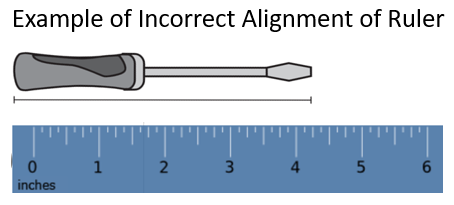 Example of Incorrect Alignment of Ruler
0 1 2 3 4 5 6
inches